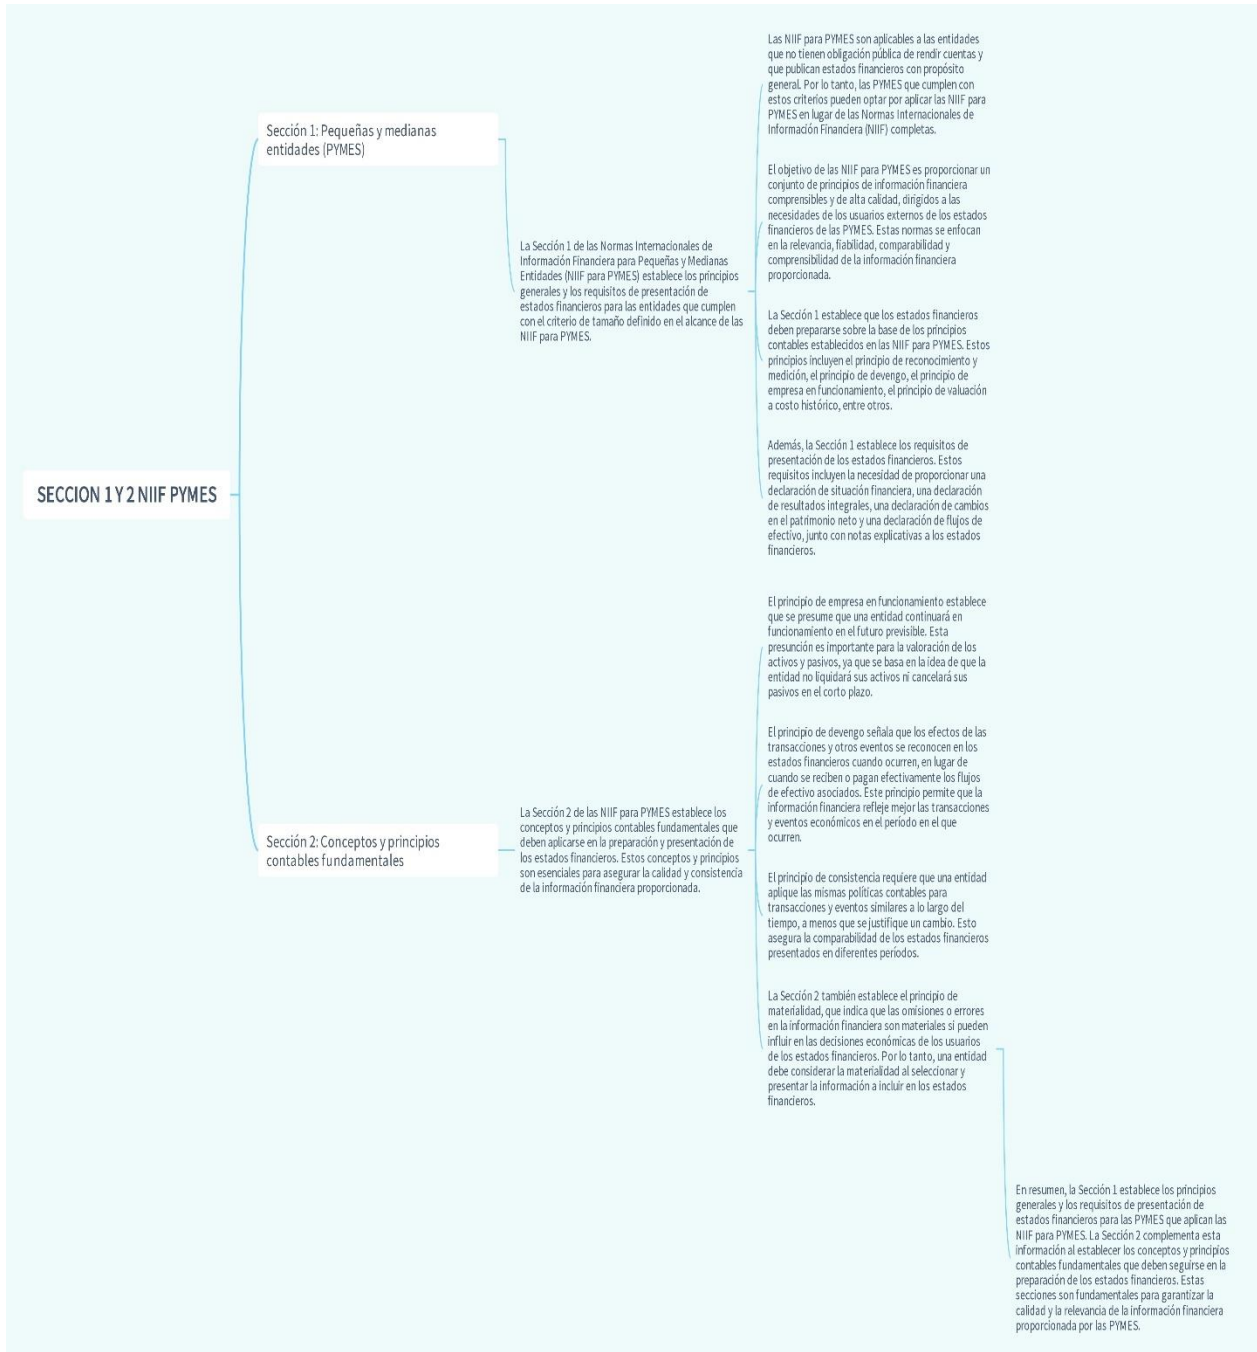 SECCION 1 Y 2 NIIF PYMES
Sección 1: Pequeñas y medianas
entidades (PYMES)
La Sección 1 de las Normas Internacionales de
Información Financiera para Pequeñas y Medianas
Entidades (NIIF para PYMES) establece los principios
generales y los requisitos de presentación de
estados financieros para las entidades que cumplen
con el criterio de tamaño definido en el alcance de las
NIIF para PYMES.
Las NIIF para PYMES son aplicables a las entidades
que no tienen obligación pública de rendir cuentas y
que publican estados financieros con propósito
general. Por lo tanto, las PYMES que cumplen con
estos criterios pueden optar por aplicar las NIIF para
PYMES en lugar de las Normas Internacionales de
Información Financiera (NIIF) completas.
El objetivo de las NIIF para PYMES es proporcionar un
conjunto de principios de información financiera
comprensibles y de alta calidad, dirigidos a las
necesidades de los usuarios externos de los estados
financieros de las PYMES. Estas normas se enfocan
en la relevancia, fiabilidad, comparabilidad y
comprensibilidad de la información financiera
proporcionada.
La Sección 1 establece que los estados financieros
deben prepararse sobre la base de los principios
contables establecidos en las NIIF para PYMES. Estos
principios incluyen el principio de reconocimiento y
medición, el principio de devengo, el principio de
empresa en funcionamiento, el principio de valuación
a costo histórico, entre otros.
Además, la Sección 1 establece los requisitos de
presentación de los estados financieros. Estos
requisitos incluyen la necesidad de proporcionar una
declaración de situación financiera, una declaración
de resultados integrales, una declaración de cambios
en el patrimonio neto y una declaración de flujos de
efectivo, junto con notas explicativas a los estados
financieros.
Sección 2: Conceptos y principios
contables fundamentales
La Sección 2 de las NIIF para PYMES establece los
conceptos y principios contables fundamentales que
deben aplicarse en la preparación y presentación de
los estados financieros. Estos conceptos y principios
son esenciales para asegurar la calidad y consistencia
de la información financiera proporcionada.
El principio de empresa en funcionamiento establece
que se presume que una entidad continuará en
funcionamiento en el futuro previsible. Esta
presunción es importante para la valoración de los
activos y pasivos, ya que se basa en la idea de que la
entidad no liquidará sus activos ni cancelará sus
pasivos en el corto plazo.
El principio de devengo señala que los efectos de las
transacciones y otros eventos se reconocen en los
estados financieros cuando ocurren, en lugar de
cuando se reciben o pagan efectivamente los flujos
de efectivo asociados. Este principio permite que la
información financiera refleje mejor las transacciones
y eventos económicos en el período en el que
ocurren.
El principio de consistencia requiere que una entidad
aplique las mismas políticas contables para
transacciones y eventos similares a lo largo del
tiempo, a menos que se justifique un cambio. Esto
asegura la comparabilidad de los estados financieros
presentados en diferentes períodos.
La Sección 2 también establece el principio de
materialidad, que indica que las omisiones o errores
en la información financiera son materiales si pueden
influir en las decisiones económicas de los usuarios
de los estados financieros. Por lo tanto, una entidad
debe considerar la materialidad al seleccionar y
presentar la información a incluir en los estados
financieros.
En resumen, la Sección 1 establece los principios
generales y los requisitos de presentación de
estados financieros para las PYMES que aplican las
NIIF para PYMES. La Sección 2 complementa esta
información al establecer los conceptos y principios
contables fundamentales que deben seguirse en la
preparación de los estados financieros. Estas
secciones son fundamentales para garantizar la
calidad y la relevancia de la información financiera
proporcionada por las PYMES.